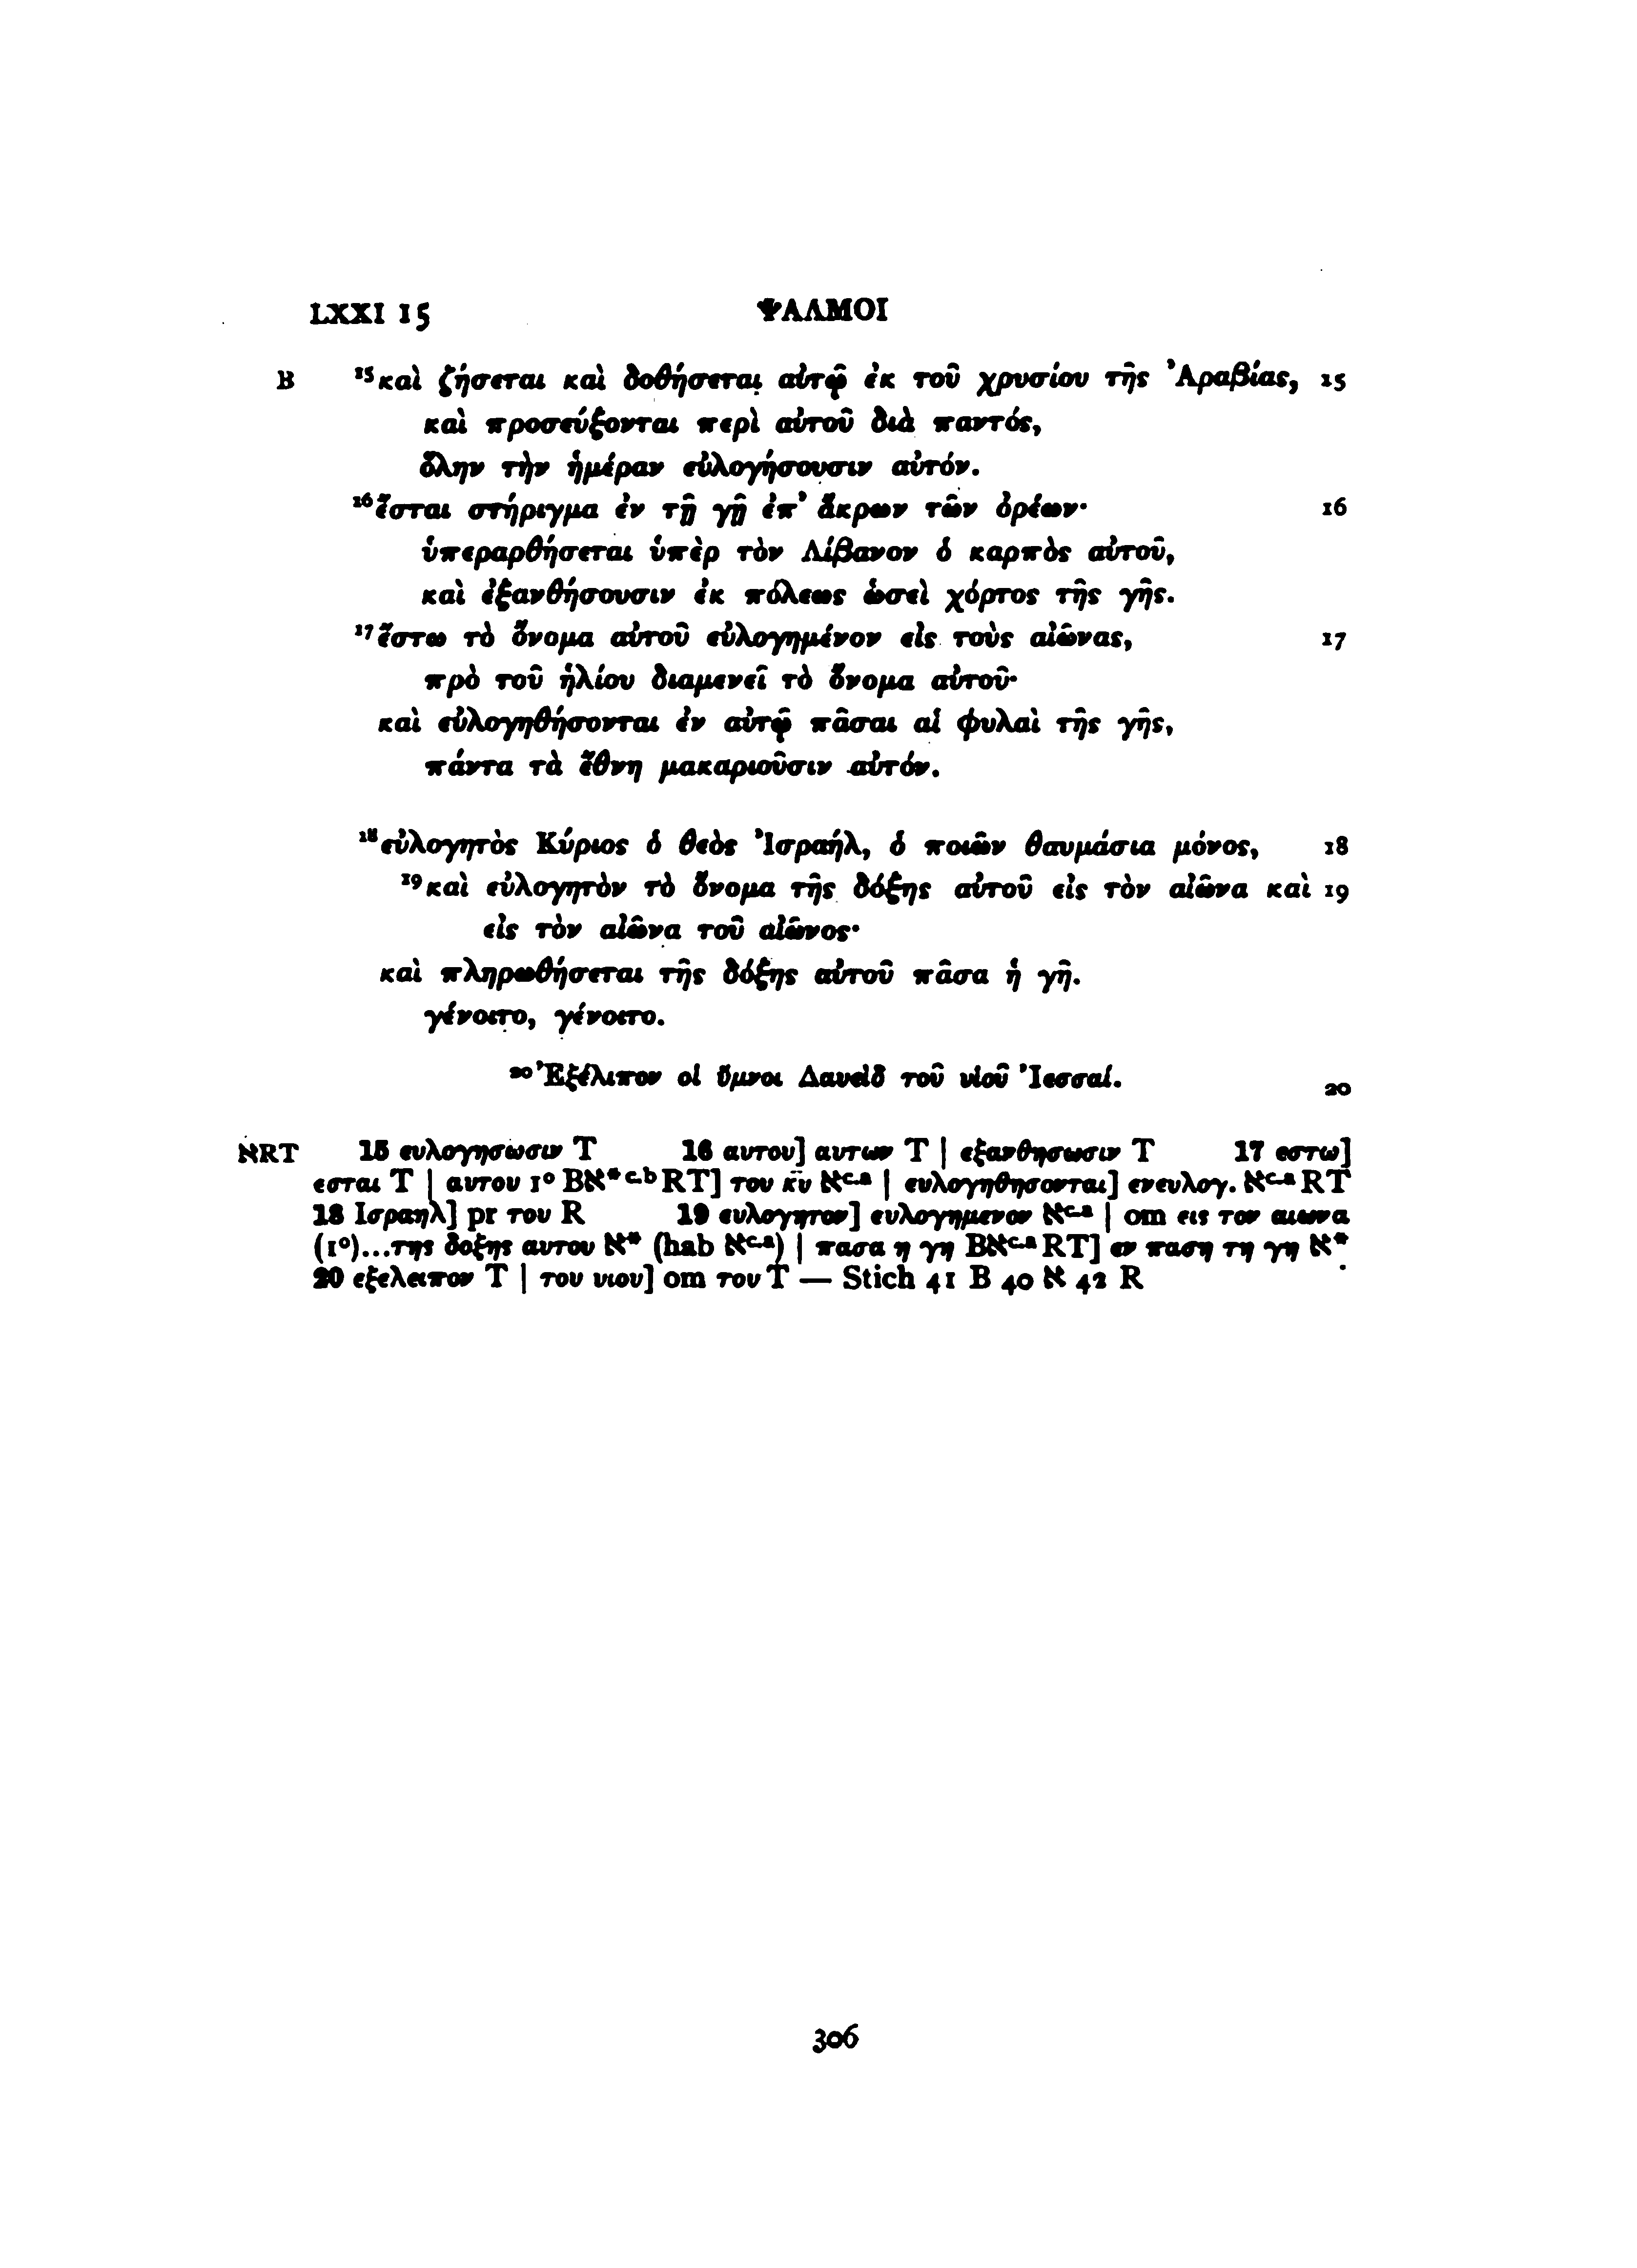 LXXI 15 ΨΑΛΜΟΙ
B ¹⁵καὶ ζήσεται καὶ δοθήσεται αὐτῷ ἐκ τοῦ χρυσίου τῆς Ἀραβίας, 15
καὶ προσεύξονται περὶ αὐτοῦ διὰ παντός,
ὅλην τὴν ἡμέραν εὐλογήσουσιν αὐτόν.
¹⁶ἔσται στήριγμα ἐν τῇ γῇ ἐπ’ ἄκρων τῶν ὀρέων· 16
ὑπεραρθήσεται ὑπὲρ τὸν Λίβανον ὁ καρπὸς αὐτοῦ,
καὶ ἐξανθήσουσιν ἐκ πόλεως ὡσεὶ χόρτος τῆς γῆς.
¹⁷ἔστω τὸ ὄνομα αὐτοῦ εὐλογημένον εἰς τοὺς αἰῶνας, 17
πρὸ τοῦ ἡλίου διαμενεῖ τὸ ὄνομα αὐτοῦ·
καὶ εὐλογηθήσονται ἐν αὐτῷ πᾶσαι αἱ φυλαὶ τῆς γῆς,
πάντα τὰ ἔθνη μακαριοῦσιν αὐτόν.
¹⁸εὐλογητὸς Κύριος ὁ θεὸς Ἰσραήλ, ὁ ποιῶν θαυμάσια μόνος, 18
¹⁹καὶ εὐλογητὸν τὸ ὄνομα τῆς δόξης αὐτοῦ εἰς τὸν αἰῶνα καὶ 19
εἰς τὸν αἰῶνα τοῦ αἰῶνος·
καὶ πληρωθήσεται τῆς δόξης αὐτοῦ πᾶσα ἡ γῆ.
γένοιτο, γένοιτο.
²⁰Ἐξέλιπον οἱ ὕμνοι Δαυεὶδ τοῦ υἱοῦ Ἰεσσαί. 20
אRT 15 ευλογησωσιν T 16 αυτου] αυτων T | εξανθησωσιν T 17 εστω]
εσται T | αυτου 1° Bא* c.b RT] του κ̅υ̅ אc.a | ευλογηθησονται] ενευλογ. אc.a RT
18 Ισραηλ] pr του R 19 ευλογητον] ευλογημενον אc.a | om εις τον αιωνα
(1°)...της δοξης αυτου א* (hab אc.a) | πασα η γη Bאc.a RT] εν παση τη γη א*
20 εξελειπον T | του υιου] om του T — Stich 41 B 40 א 42 R
306